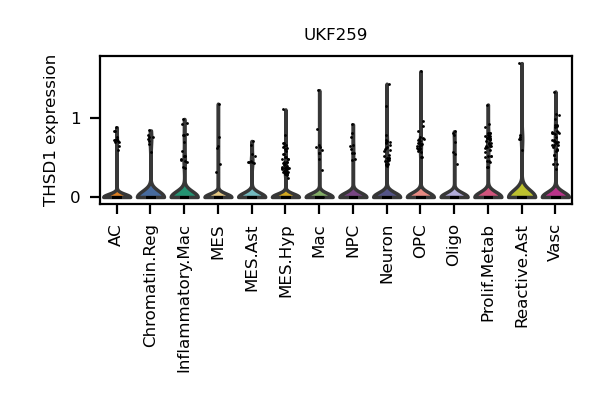 UKF259
THSD1 expression
1
0
AC
Chromatin.Reg
Inflammatory.Mac
MES
MES.Ast
MES.Hyp
Mac
NPC
Neuron
OPC
Oligo
Prolif.Metab
Reactive.Ast
Vasc